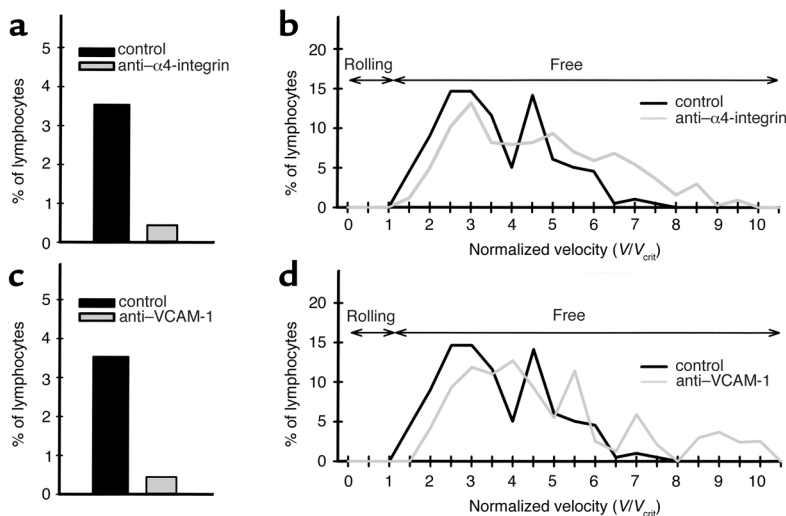 a
5
4
3
2
1
0
% of lymphocytes
control
anti–α4-integrin
b
20
15
10
5
0
% of lymphocytes
Rolling
Free
control
anti–α4-integrin
0 1 2 3 4 5 6 7 8 9 10
Normalized velocity (V/Vcrit)
c
5
4
3
2
1
0
% of lymphocytes
control
anti–VCAM-1
d
20
15
10
5
0
% of lymphocytes
Rolling
Free
control
anti–VCAM-1
0 1 2 3 4 5 6 7 8 9 10
Normalized velocity (V/Vcrit)